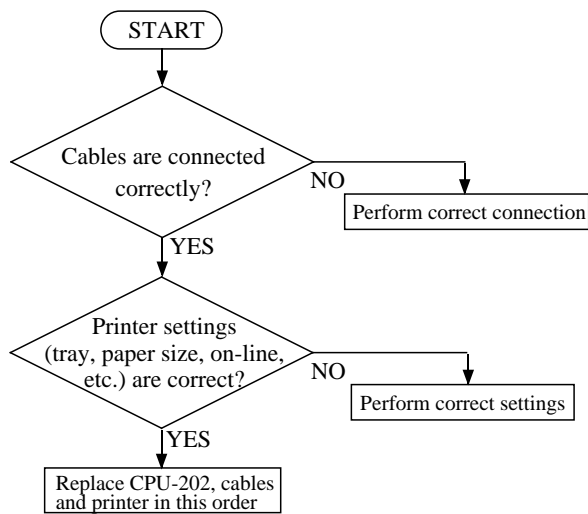 START
Cables are connected
correctly?
NO
Perform correct connection
YES
Printer settings
(tray, paper size, on-line,
etc.) are correct?
NO
Perform correct settings
YES
Replace CPU-202, cables
and printer in this order